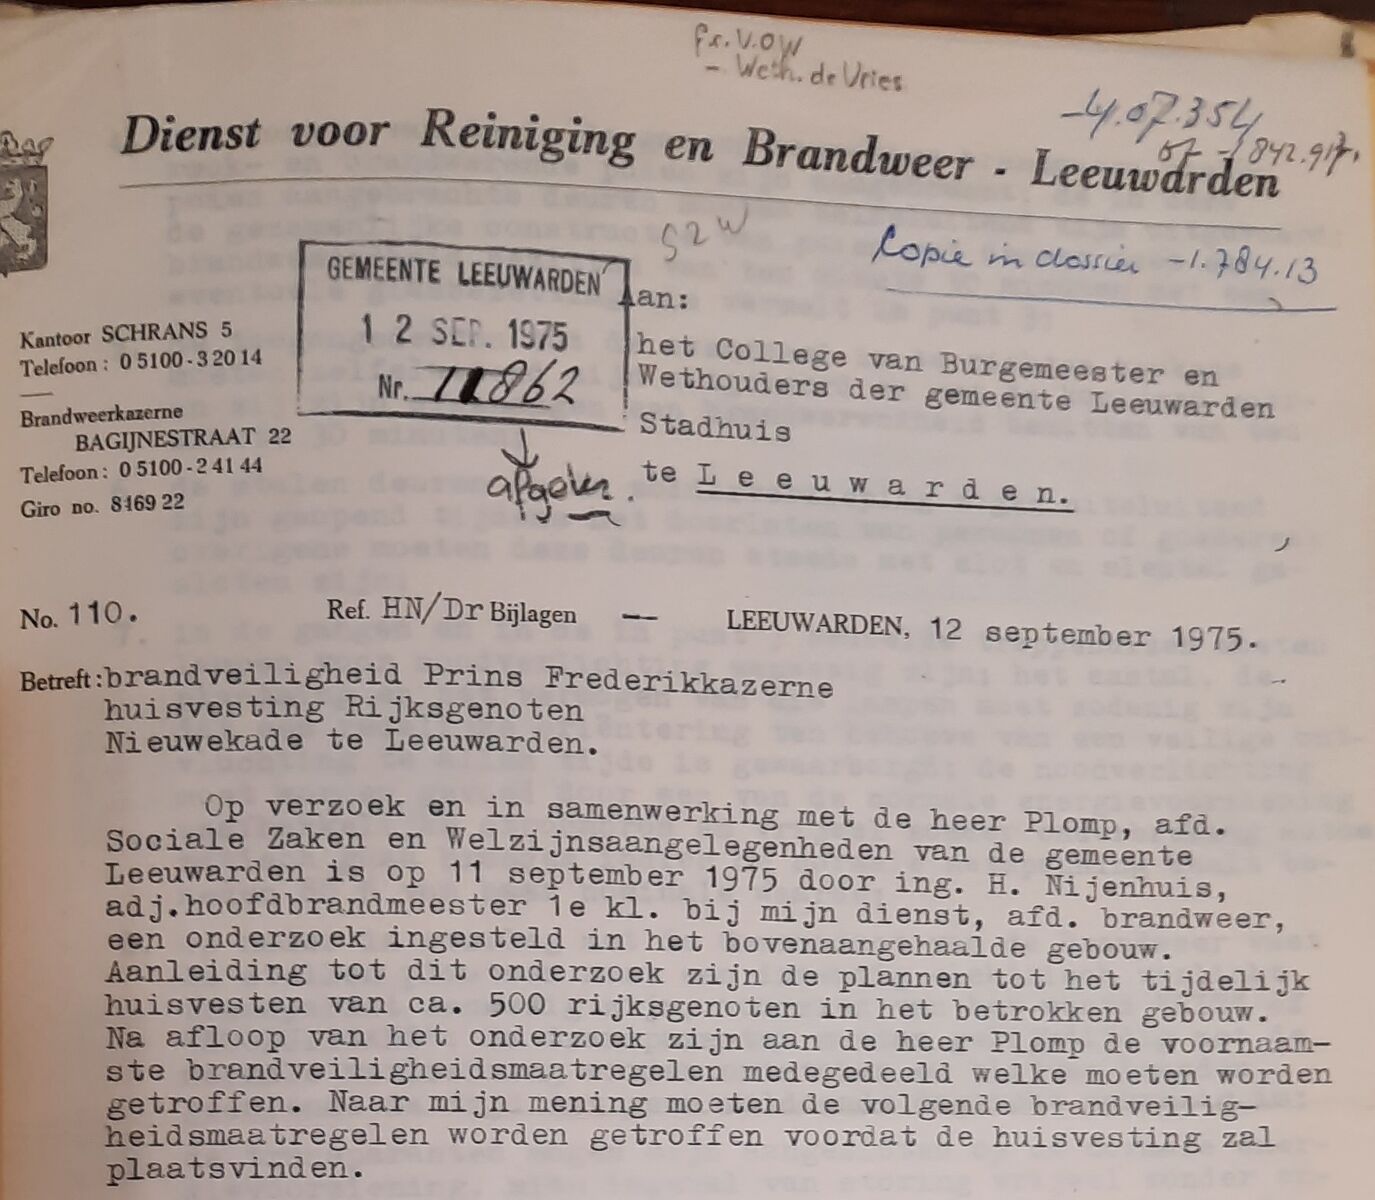 fs. V.O.W
- Weth. de Vries
-4.07.354
of -1842.917.
Dienst voor Reiniging en Brandweer - Leeuwarden
S2W
Copie in dossier -1.784.13
GEMEENTE LEEUWARDEN
12 SEP. 1975
Nr. 11862
afgeler.
Kantoor SCHRANS 5
Telefoon: 05100-32014
Brandweerkazerne
BAGIJNESTRAAT 22
Telefoon: 05100-24144
Giro no. 846922
Aan:
het College van Burgemeester en
Wethouders der gemeente Leeuwarden
Stadhuis
te Leeuwarden.
No. 110. Ref. HN/Dr Bijlagen — LEEUWARDEN, 12 september 1975.
Betreft: brandveiligheid Prins Frederikkazerne
huisvesting Rijksgenoten
Nieuwekade te Leeuwarden.
Op verzoek en in samenwerking met de heer Plomp, afd.
Sociale Zaken en Welzijnsaangelegenheden van de gemeente
Leeuwarden is op 11 september 1975 door ing. H. Nijenhuis,
adj.hoofdbrandmeester 1e kl. bij mijn dienst, afd. brandweer,
een onderzoek ingesteld in het bovenaangehaalde gebouw.
Aanleiding tot dit onderzoek zijn de plannen tot het tijdelijk
huisvesten van ca. 500 rijksgenoten in het betrokken gebouw.
Na afloop van het onderzoek zijn aan de heer Plomp de voornaam-
ste brandveiligheidsmaatregelen medegedeeld welke moeten worden
getroffen. Naar mijn mening moeten de volgende brandveilig-
heidsmaatregelen worden getroffen voordat de huisvesting zal
plaatsvinden.